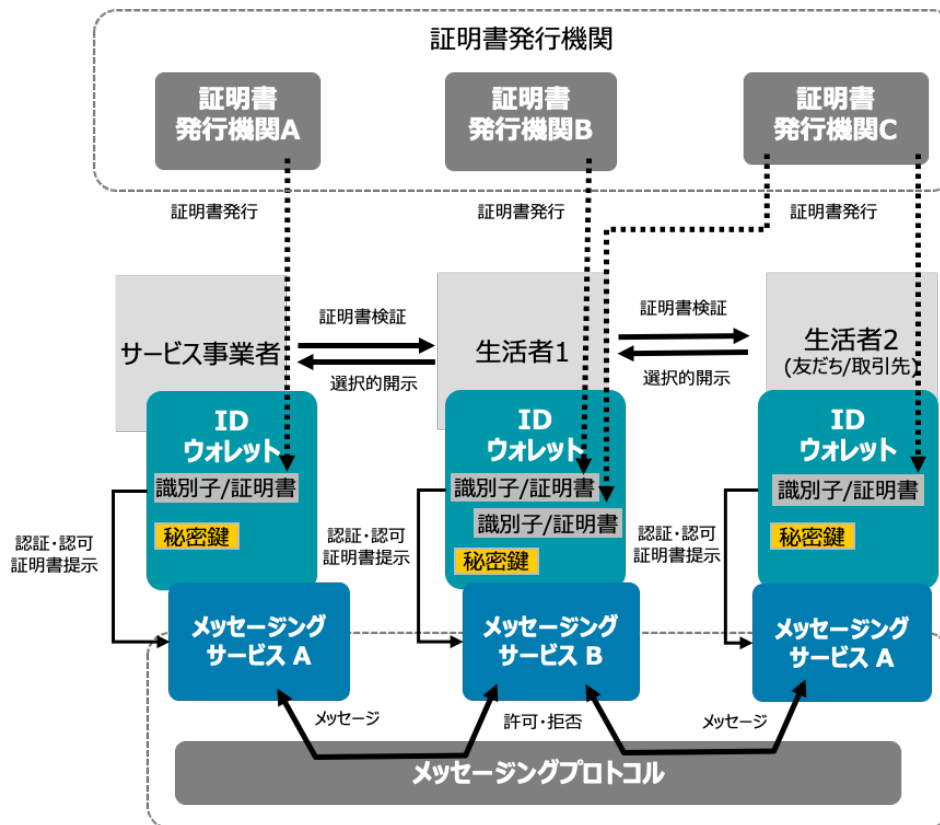 証明書発行機関
証明書
発行機関A
証明書
発行機関B
証明書
発行機関C
証明書発行
証明書発行
証明書発行
サービス事業者
証明書検証
選択的開示
生活者1
証明書検証
選択的開示
生活者2
(友だち/取引先)
ID
ウォレット
識別子/証明書
秘密鍵
ID
ウォレット
識別子/証明書
識別子/証明書
秘密鍵
ID
ウォレット
識別子/証明書
秘密鍵
認証・認可
証明書提示
認証・認可
証明書提示
認証・認可
証明書提示
メッセージング
サービス A
メッセージング
サービス B
メッセージング
サービス A
メッセージ
許可・拒否
メッセージ
メッセージングプロトコル